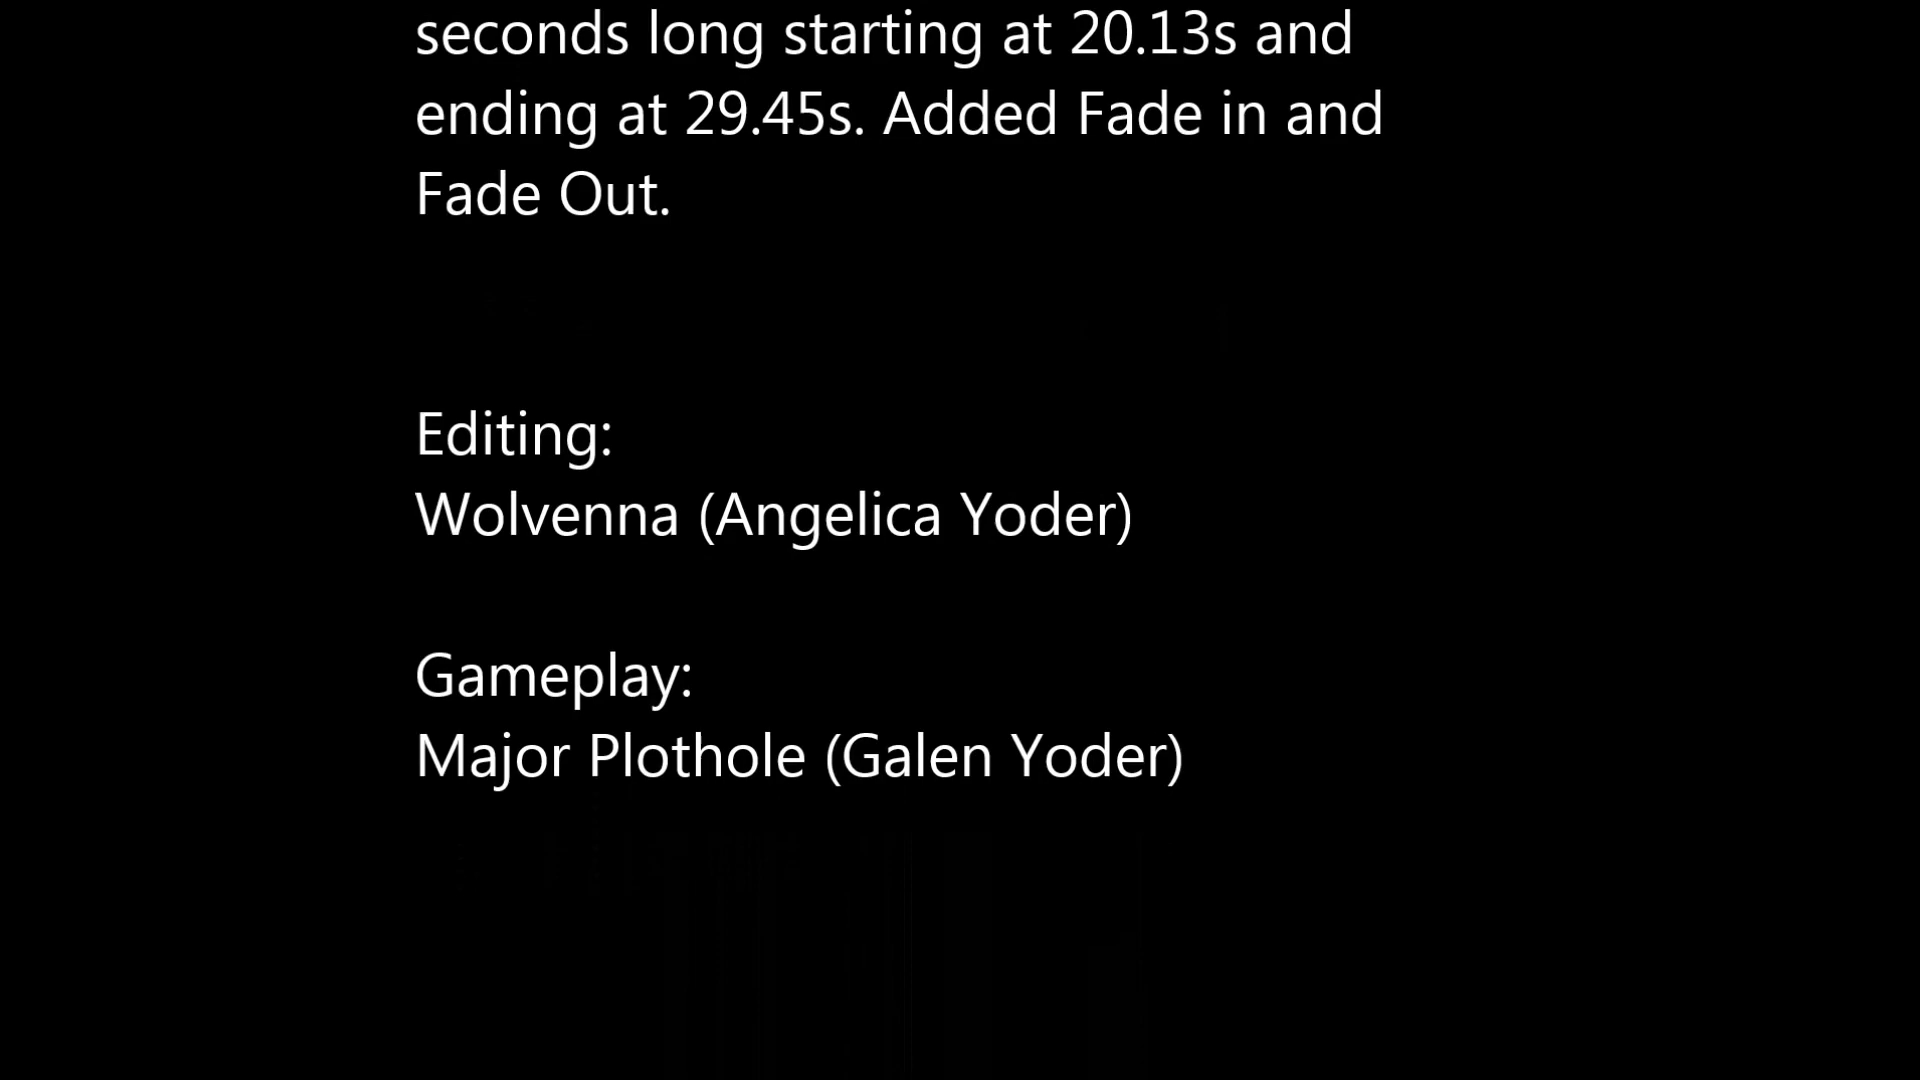 seconds long starting at 20.13s and
ending at 29.45s. Added Fade in and
Fade Out.
Editing:
Wolvenna (Angelica Yoder)
Gameplay:
Major Plothole (Galen Yoder)